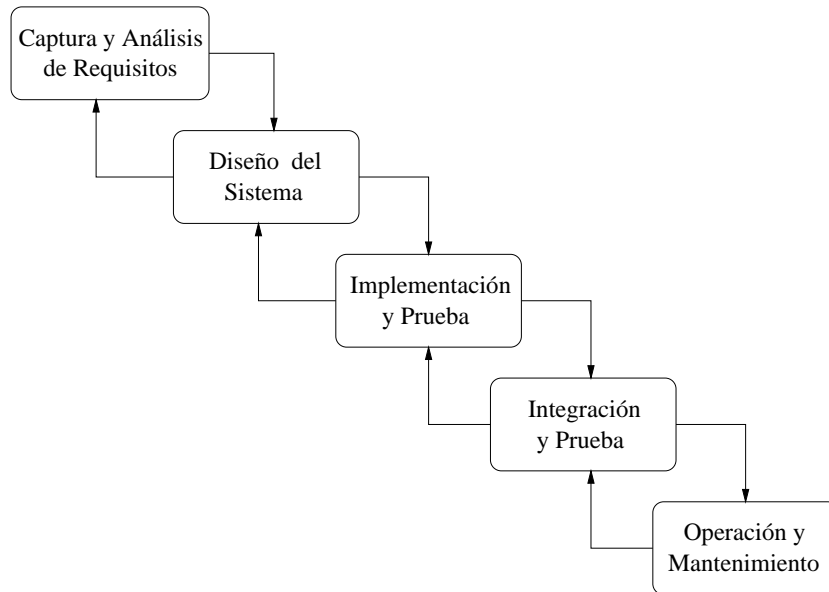 Captura y Análisis
de Requisitos
Diseño del
Sistema
Implementación
y Prueba
Integración
y Prueba
Operación y
Mantenimiento